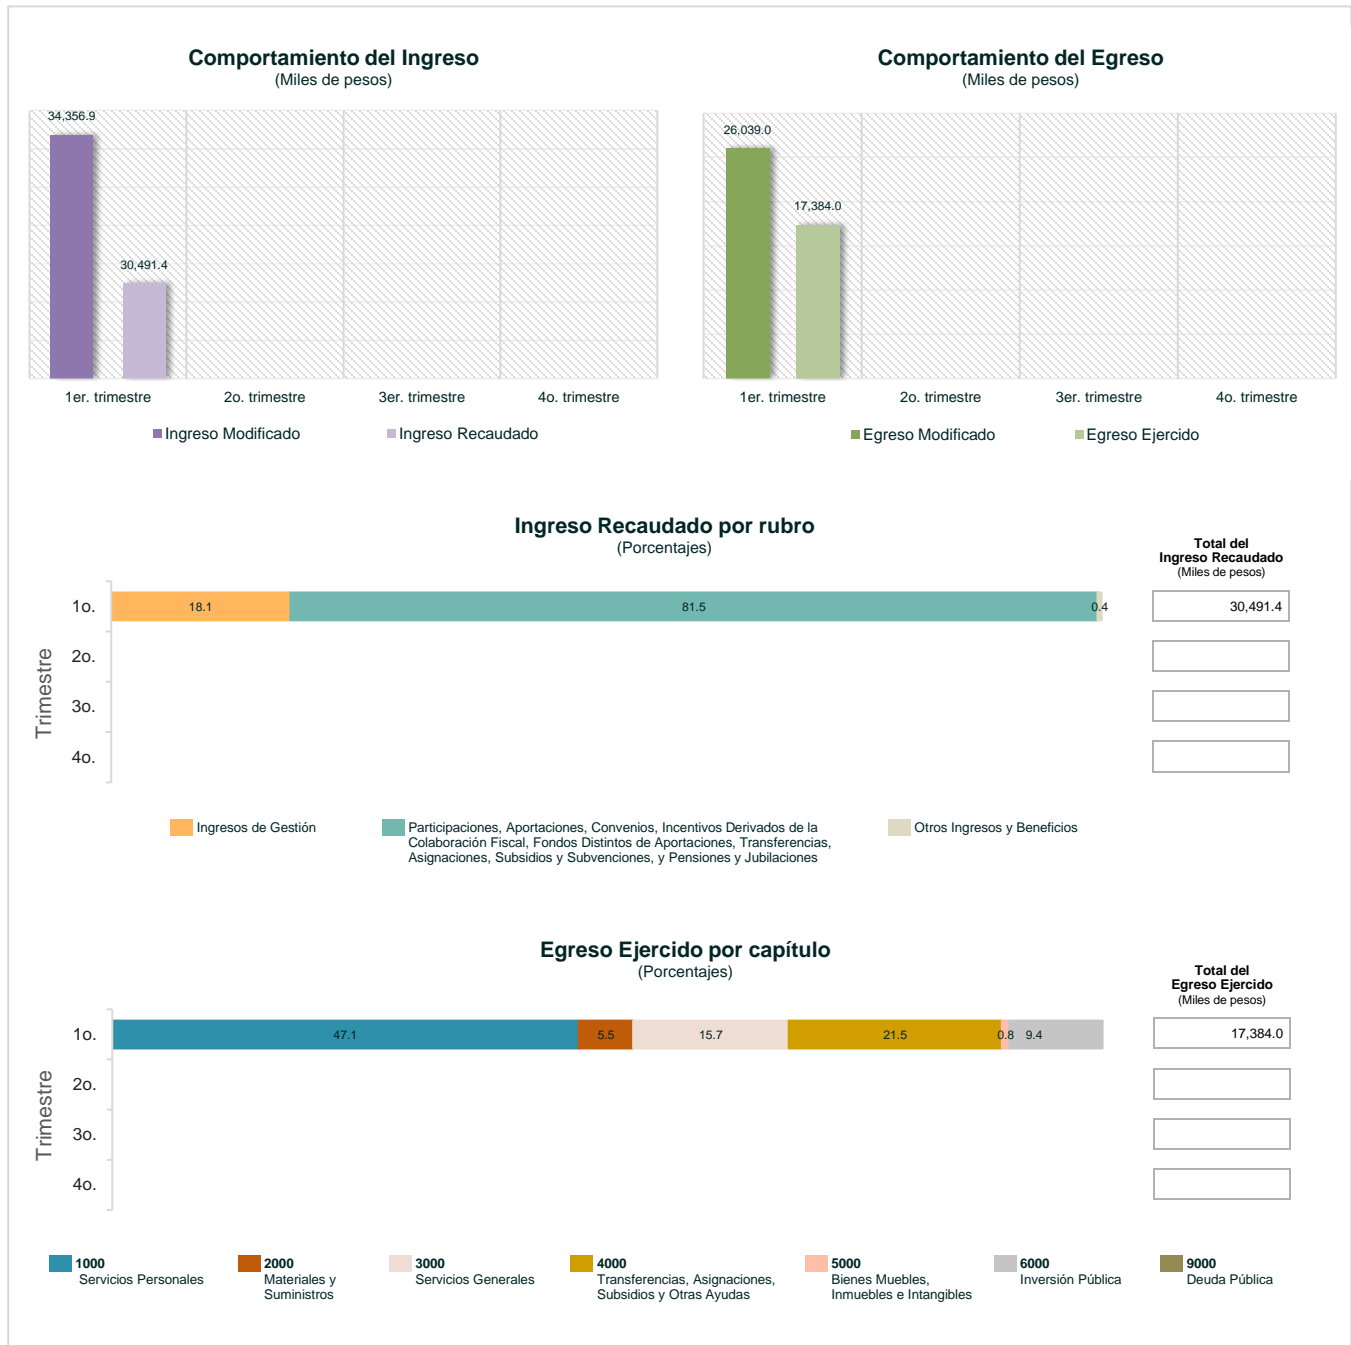 Comportamiento del Ingreso
(Miles de pesos)
34,356.9
30,491.4
1er. trimestre 2o. trimestre 3er. trimestre 4o. trimestre
Ingreso Modificado Ingreso Recaudado
Comportamiento del Egreso
(Miles de pesos)
26,039.0
17,384.0
1er. trimestre 2o. trimestre 3er. trimestre 4o. trimestre
Egreso Modificado Egreso Ejercido
Ingreso Recaudado por rubro
(Porcentajes)
Total del
Ingreso Recaudado
(Miles de pesos)
Trimestre
1o. 18.1 81.5 0.4 30,491.4
2o.
3o.
4o.
Ingresos de Gestión
Participaciones, Aportaciones, Convenios, Incentivos Derivados de la
Colaboración Fiscal, Fondos Distintos de Aportaciones, Transferencias,
Asignaciones, Subsidios y Subvenciones, y Pensiones y Jubilaciones
Otros Ingresos y Beneficios
Egreso Ejercido por capítulo
(Porcentajes)
Total del
Egreso Ejercido
(Miles de pesos)
Trimestre
1o. 47.1 5.5 15.7 21.5 0.8 9.4 17,384.0
2o.
3o.
4o.
1000
Servicios Personales
2000
Materiales y
Suministros
3000
Servicios Generales
4000
Transferencias, Asignaciones,
Subsidios y Otras Ayudas
5000
Bienes Muebles,
Inmuebles e Intangibles
6000
Inversión Pública
9000
Deuda Pública